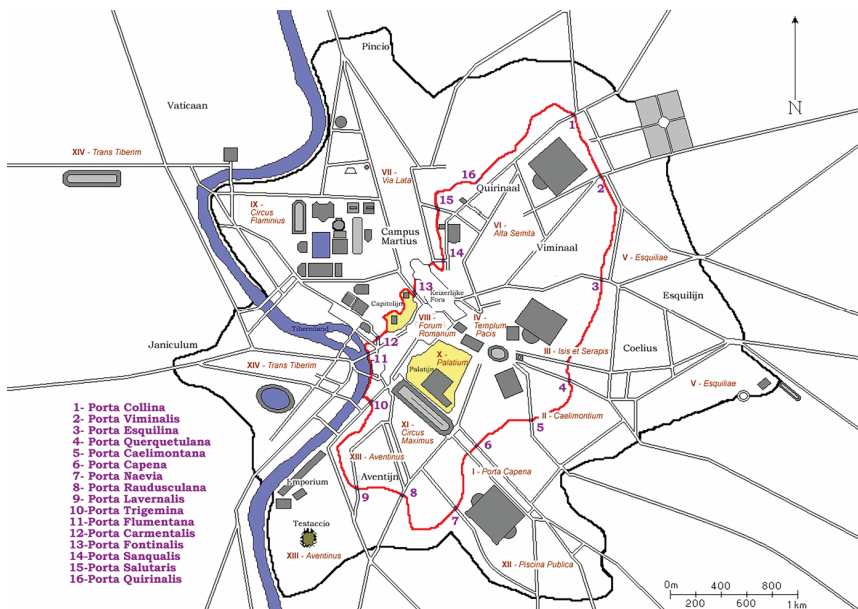 Pincio
Vaticaan
N
XIV - Trans Tiberim
VII -
Via Lata
1
16
Quirinaal
2
IX -
Circus
Flaminius
15
Campus
Martius
VI -
Alta Semita
Viminaal
14
V - Esquiliae
13
Keizerlijke
Fora
3
Esquilijn
Capitolijn
Tibereiland
VIII -
Forum
Romanum
IV -
Templum
Pacis
12
Janiculum
11
XIV - Trans Tiberim
X -
Palatium
Palatijn
III - Isis et Serapis
Coelius
4
V - Esquiliae
10
II - Caelimontium
5
XI -
Circus
Maximus
6
XIII - Aventinus
I - Porta Capena
Aventijn
Emporium
9
8
7
Testaccio
XIII - Aventinus
XII - Piscina Publica
1- Porta Collina
2- Porta Viminalis
3- Porta Esquilina
4- Porta Querquetulana
5- Porta Caelimontana
6- Porta Capena
7- Porta Naevia
8- Porta Raudusculana
9- Porta Lavernalis
10-Porta Trigemina
11-Porta Flumentana
12-Porta Carmentalis
13-Porta Fontinalis
14-Porta Sanqualis
15-Porta Salutaris
16-Porta Quirinalis
0m 400 800
200 600 1 km